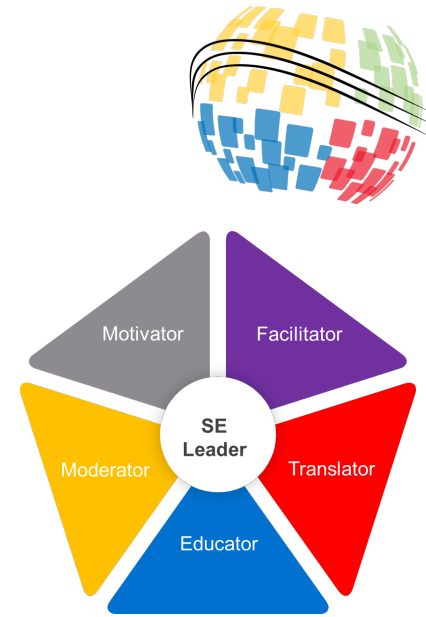 Motivator
Facilitator
SE
Leader
Moderator
Translator
Educator